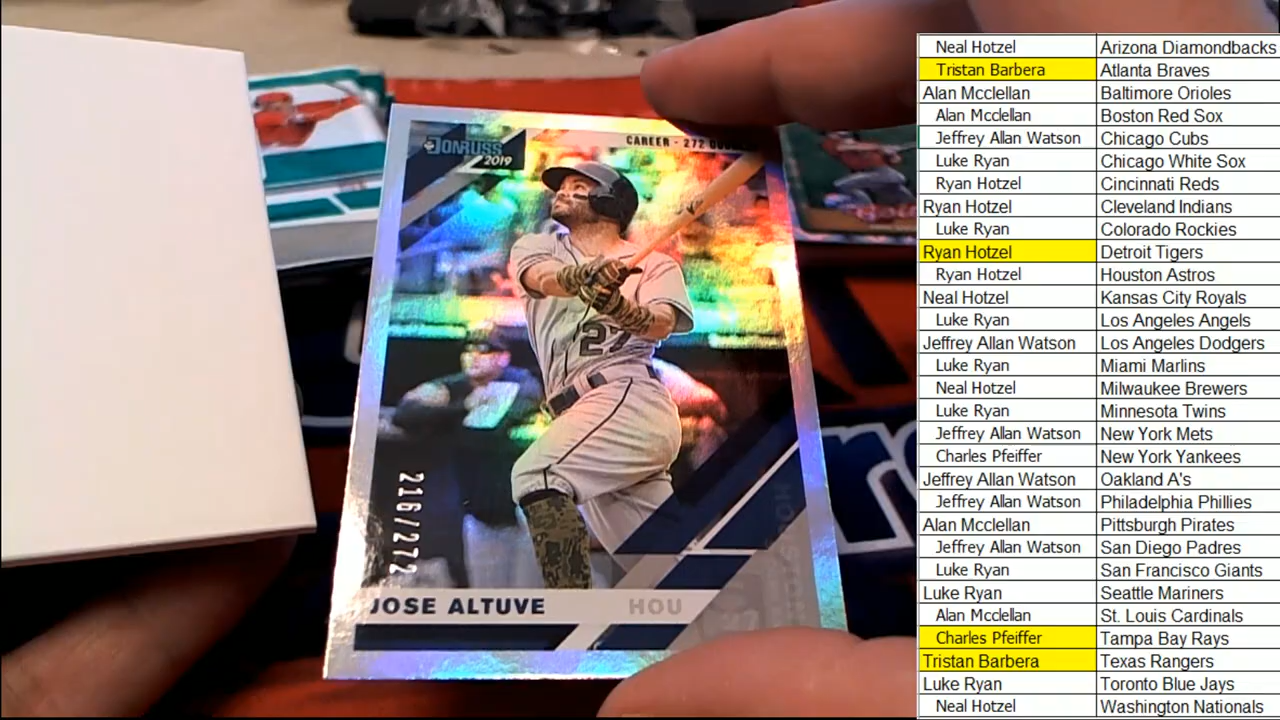 DONRUSS
2019
CAREER - 272
27
216/272
JOSE ALTUVE HOU
Neal Hotzel Arizona Diamondbacks
Tristan Barbera Atlanta Braves
Alan Mcclellan Baltimore Orioles
Alan Mcclellan Boston Red Sox
Jeffrey Allan Watson Chicago Cubs
Luke Ryan Chicago White Sox
Ryan Hotzel Cincinnati Reds
Ryan Hotzel Cleveland Indians
Luke Ryan Colorado Rockies
Ryan Hotzel Detroit Tigers
Ryan Hotzel Houston Astros
Neal Hotzel Kansas City Royals
Luke Ryan Los Angeles Angels
Jeffrey Allan Watson Los Angeles Dodgers
Luke Ryan Miami Marlins
Neal Hotzel Milwaukee Brewers
Luke Ryan Minnesota Twins
Jeffrey Allan Watson New York Mets
Charles Pfeiffer New York Yankees
Jeffrey Allan Watson Oakland A's
Jeffrey Allan Watson Philadelphia Phillies
Alan Mcclellan Pittsburgh Pirates
Jeffrey Allan Watson San Diego Padres
Luke Ryan San Francisco Giants
Luke Ryan Seattle Mariners
Alan Mcclellan St. Louis Cardinals
Charles Pfeiffer Tampa Bay Rays
Tristan Barbera Texas Rangers
Luke Ryan Toronto Blue Jays
Neal Hotzel Washington Nationals